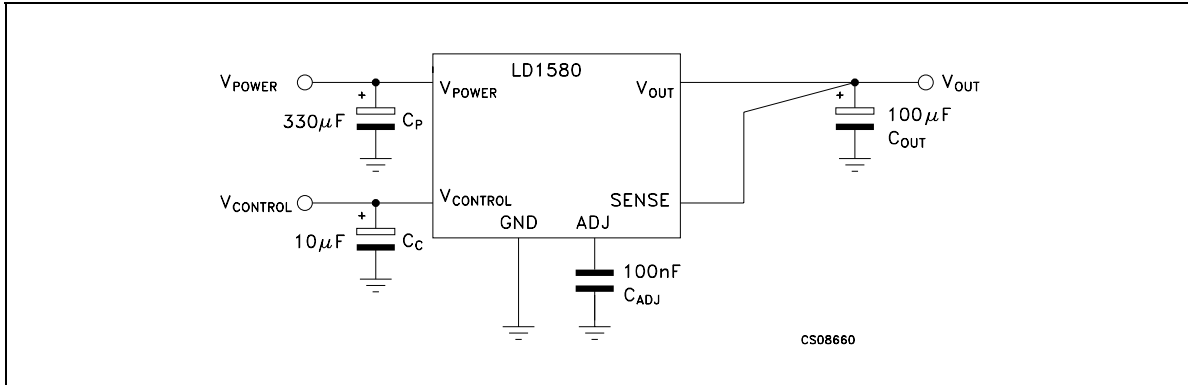 LD1580
V_POWER
V_POWER
V_OUT
V_OUT
+
+
330µF
C_P
100µF
C_OUT
V_CONTROL
V_CONTROL
SENSE
+
GND
ADJ
10µF
C_C
100nF
C_ADJ
CS08660